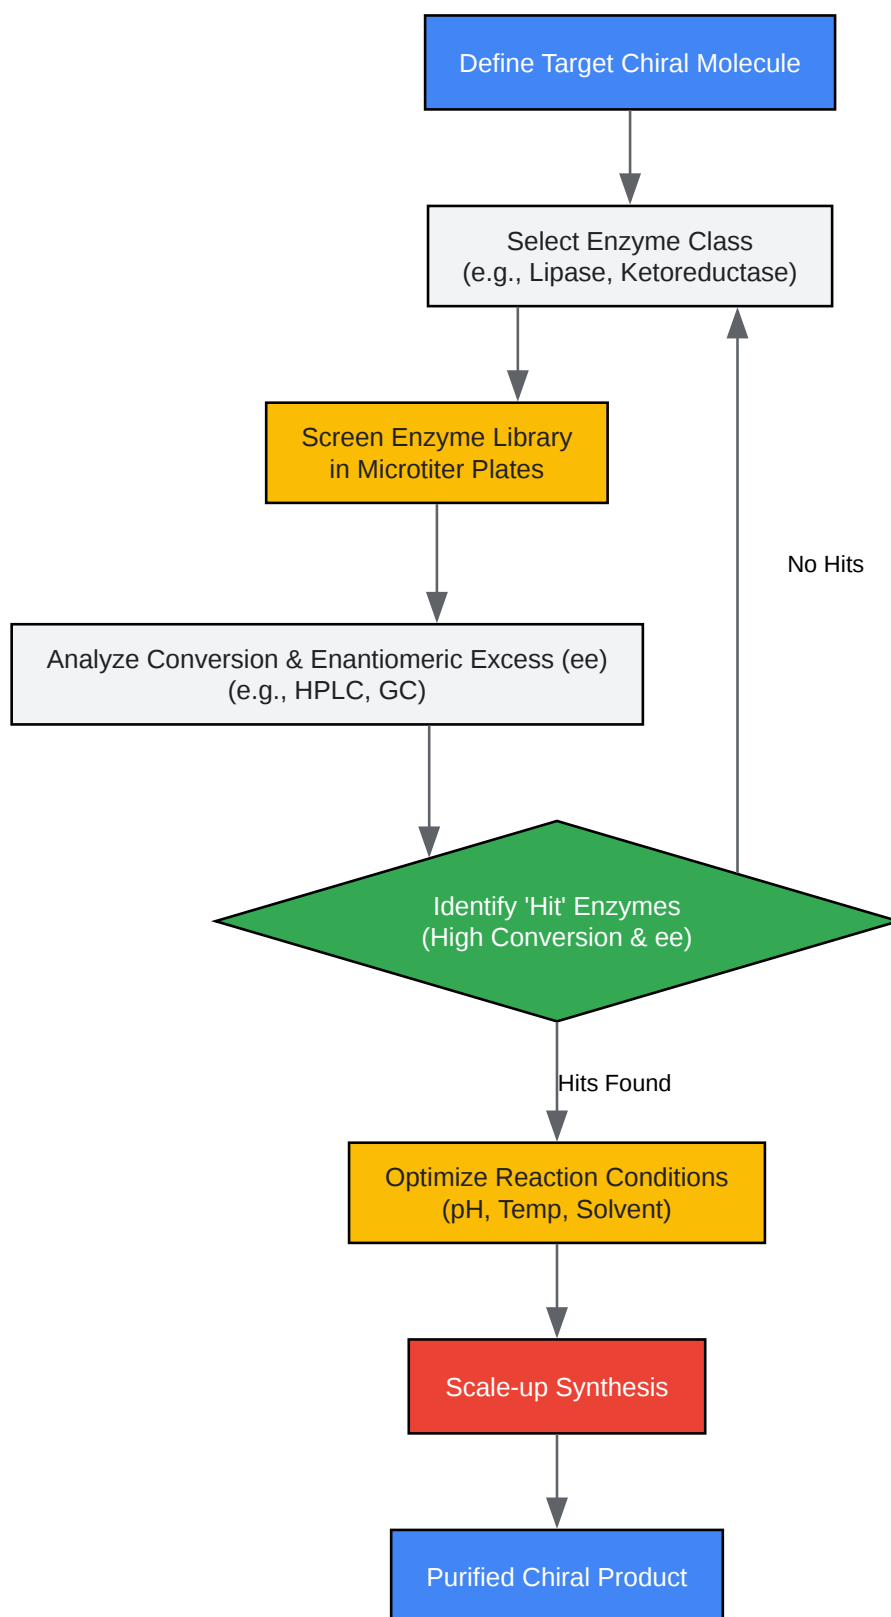 Define Target Chiral Molecule
Select Enzyme Class
(e.g., Lipase, Ketoreductase)
Screen Enzyme Library
in Microtiter Plates
No Hits
Analyze Conversion & Enantiomeric Excess (ee)
(e.g., HPLC, GC)
Identify 'Hit' Enzymes
(High Conversion & ee)
Hits Found
Optimize Reaction Conditions
(pH, Temp, Solvent)
Scale-up Synthesis
Purified Chiral Product